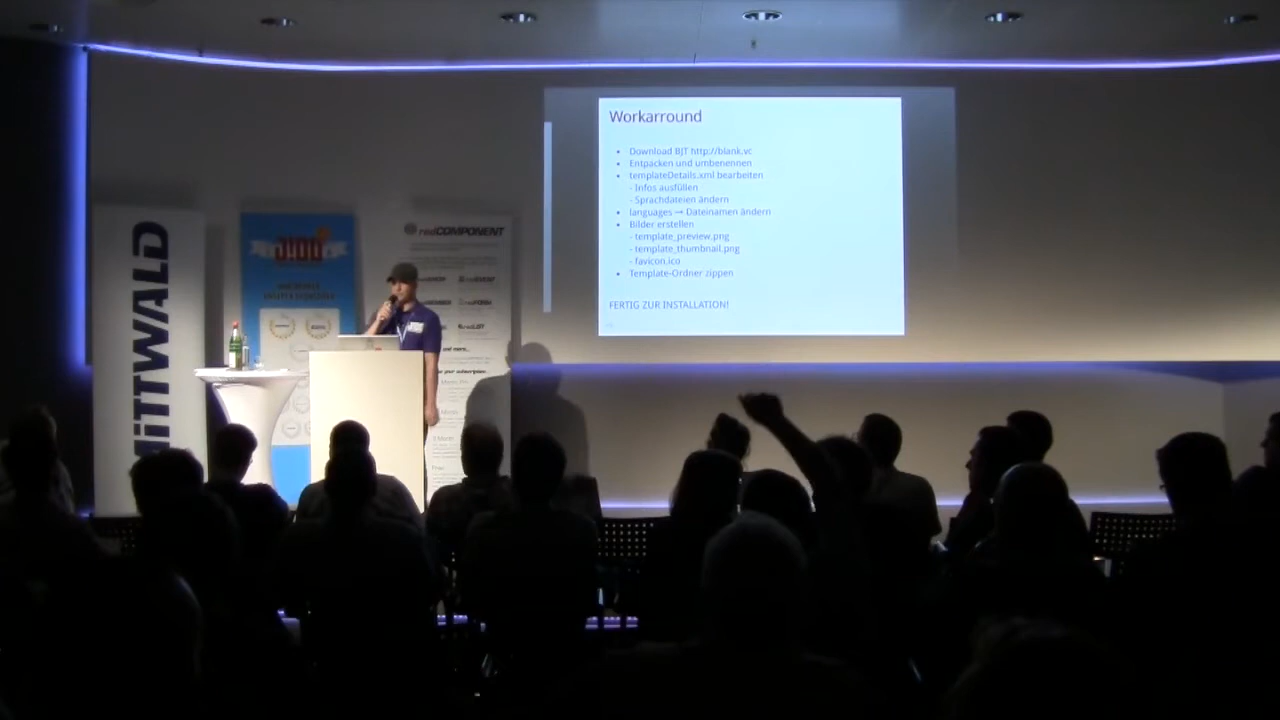 Workarround
• Download BJT http://blank.vc
• Entpacken und umbenennen
• templateDetails.xml bearbeiten
- Infos ausfüllen
- Sprachdateien ändern
• languages → Dateinamen ändern
• Bilder erstellen
- template_preview.png
- template_thumbnail.png
- favicon.ico
• Template-Ordner zippen
FERTIG ZUR INSTALLATION!
MITTWALD
redCOMPONENT